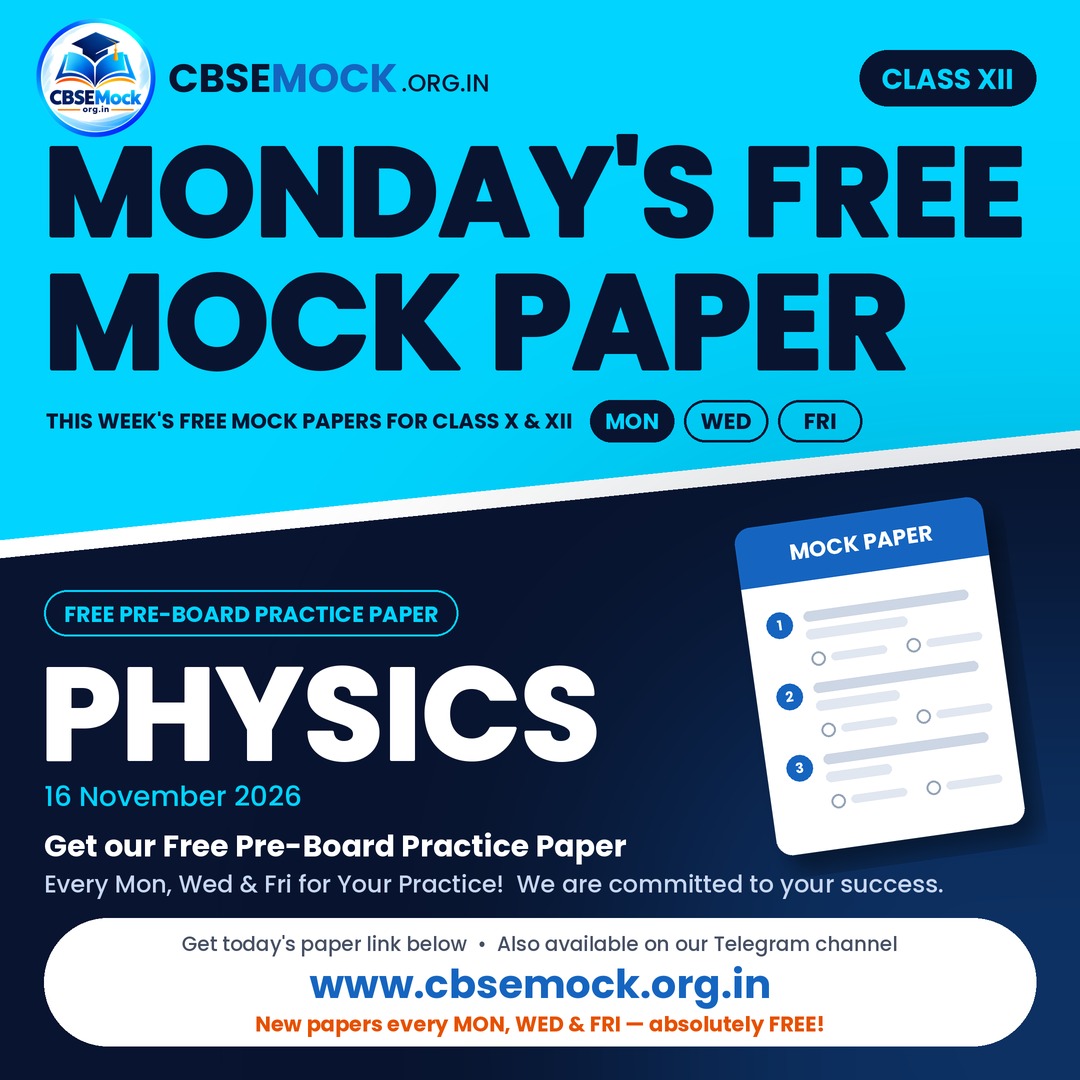 CBSEMock
org.in
CBSEMOCK.ORG.IN
CLASS XII
MONDAY'S FREE
MOCK PAPER
THIS WEEK'S FREE MOCK PAPERS FOR CLASS X & XII MON WED FRI
MOCK PAPER
1
2
3
FREE PRE-BOARD PRACTICE PAPER
PHYSICS
16 November 2026
Get our Free Pre-Board Practice Paper
Every Mon, Wed & Fri for Your Practice! We are committed to your success.
Get today's paper link below • Also available on our Telegram channel
www.cbsemock.org.in
New papers every MON, WED & FRI — absolutely FREE!